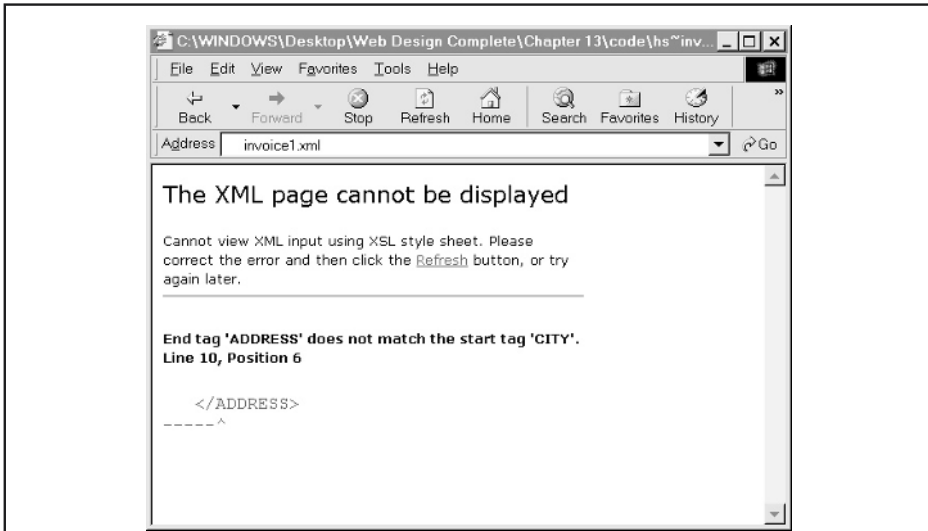 C:\WINDOWS\Desktop\Web Design Complete\Chapter 13\code\hs~inv...
File Edit View Favorites Tools Help
Back Forward Stop Refresh Home Search Favorites History »
Address invoice1.xml Go
The XML page cannot be displayed
Cannot view XML input using XSL style sheet. Please
correct the error and then click the Refresh button, or try
again later.
End tag 'ADDRESS' does not match the start tag 'CITY'.
Line 10, Position 6
</ADDRESS>
-----^